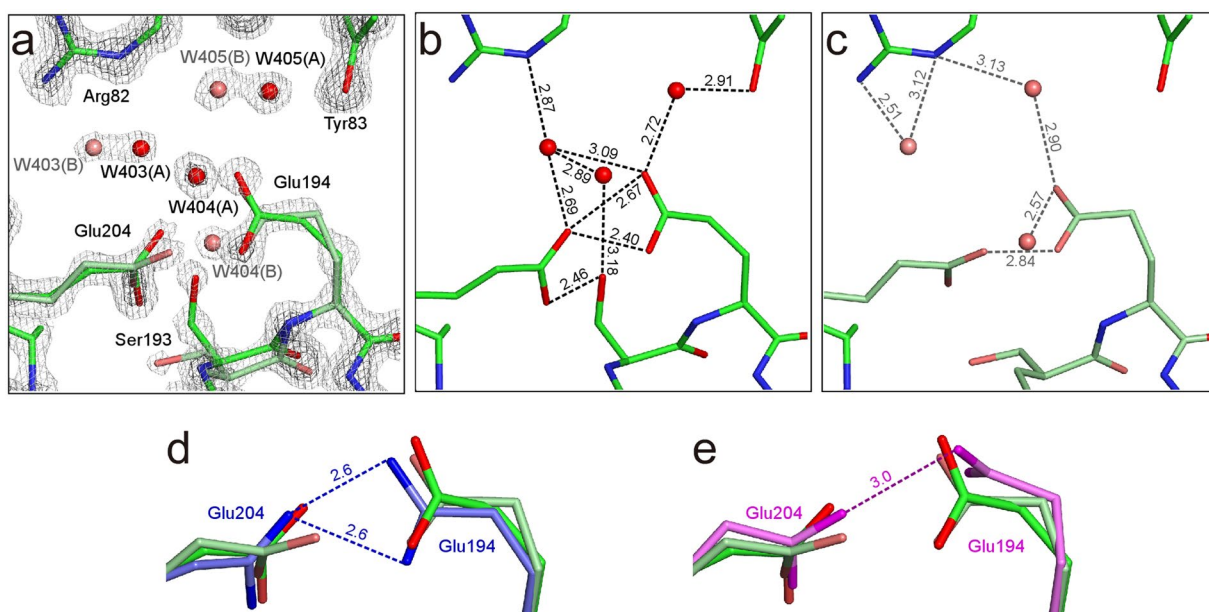 a
W405(B) W405(A)
Arg82
Tyr83
W403(B) W403(A)
Glu194
W404(A)
Glu204
W404(B)
Ser193
b
2.91
2.87
2.72
3.09
2.89
2.69
2.67
2.40
3.18
2.46
c
3.13
3.12
2.51
2.90
2.57
2.84
d
2.6
Glu204
2.6
Glu194
e
3.0
Glu204
Glu194